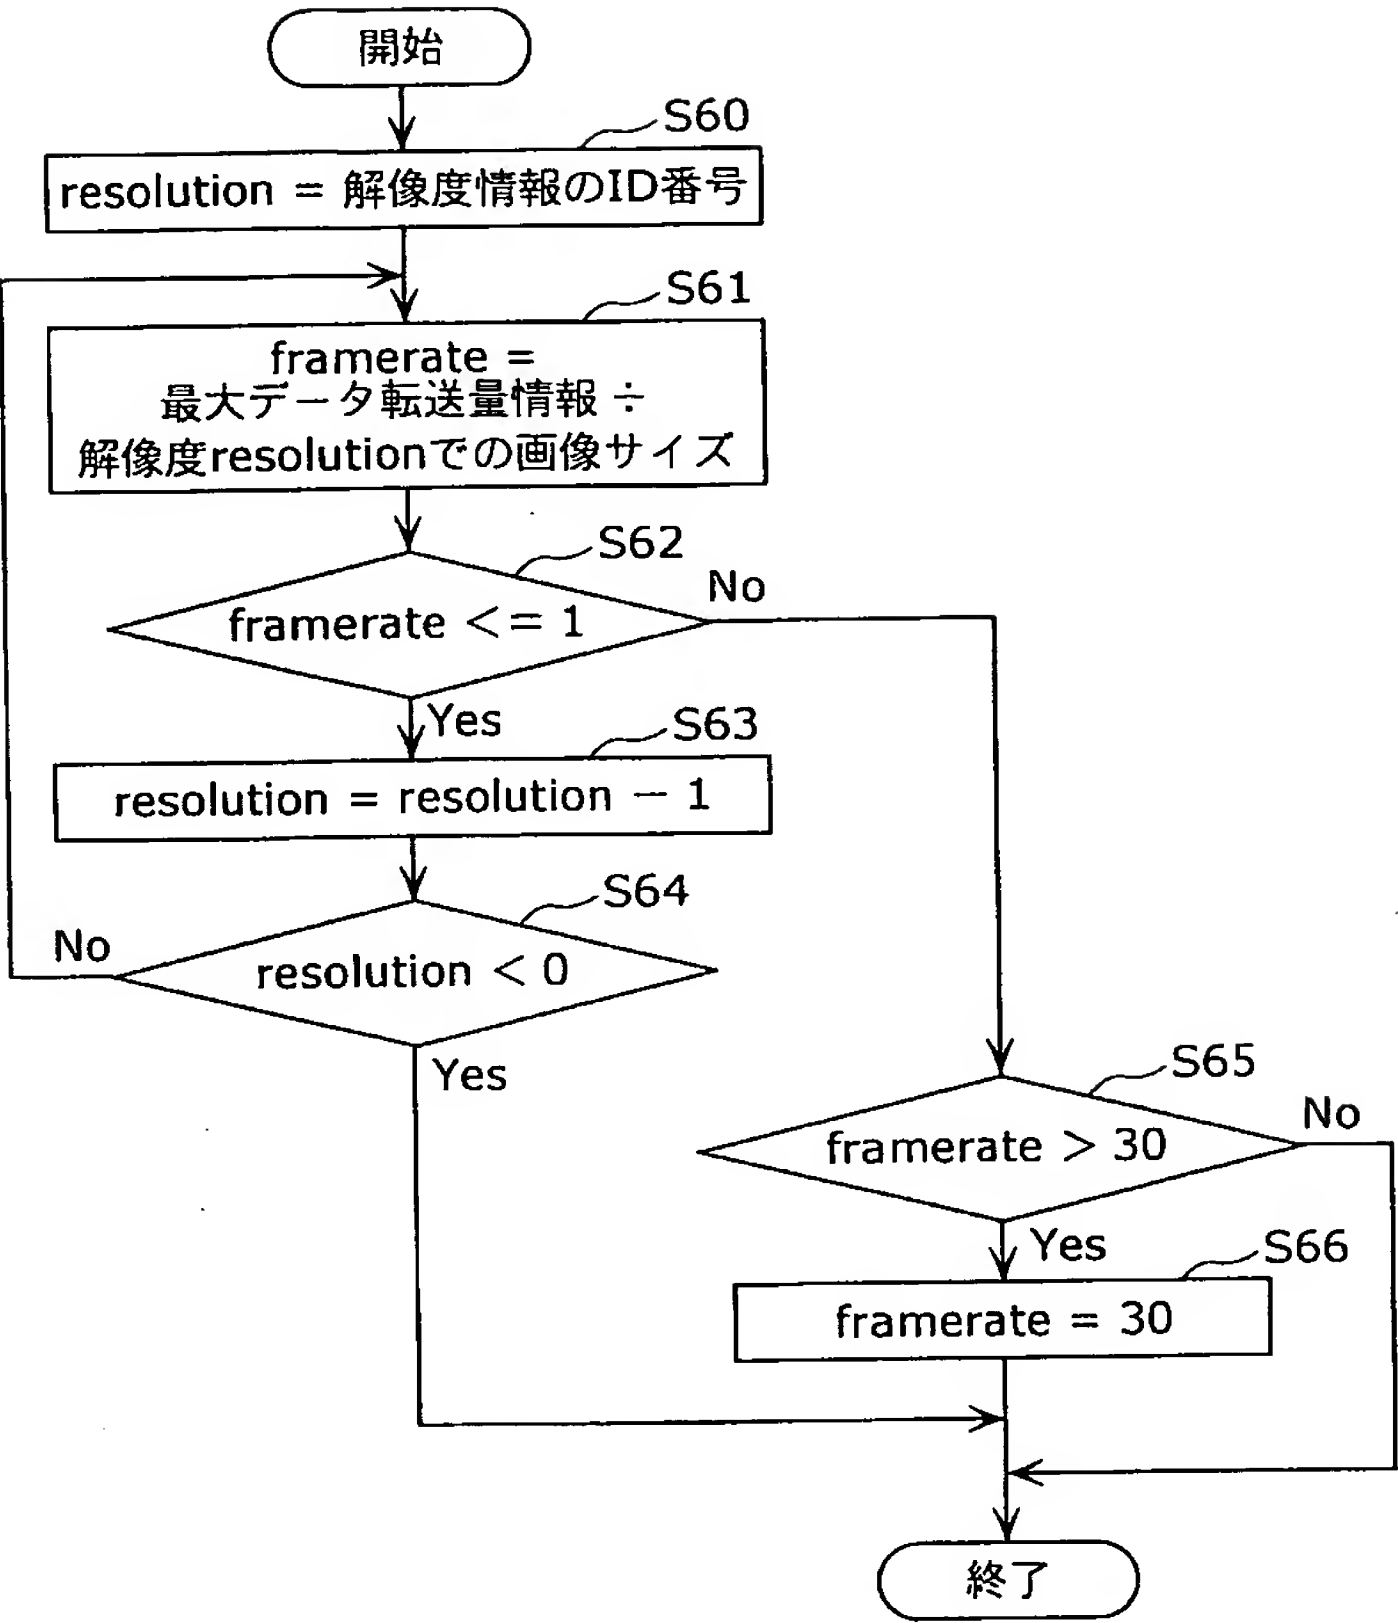 開始
S60
resolution = 解像度情報のID番号
S61
framerate =
最大データ転送量情報 ÷
解像度resolutionでの画像サイズ
S62
framerate <= 1
No
Yes
S63
resolution = resolution − 1
S64
resolution < 0
No
Yes
S65
framerate > 30
No
Yes
S66
framerate = 30
終了